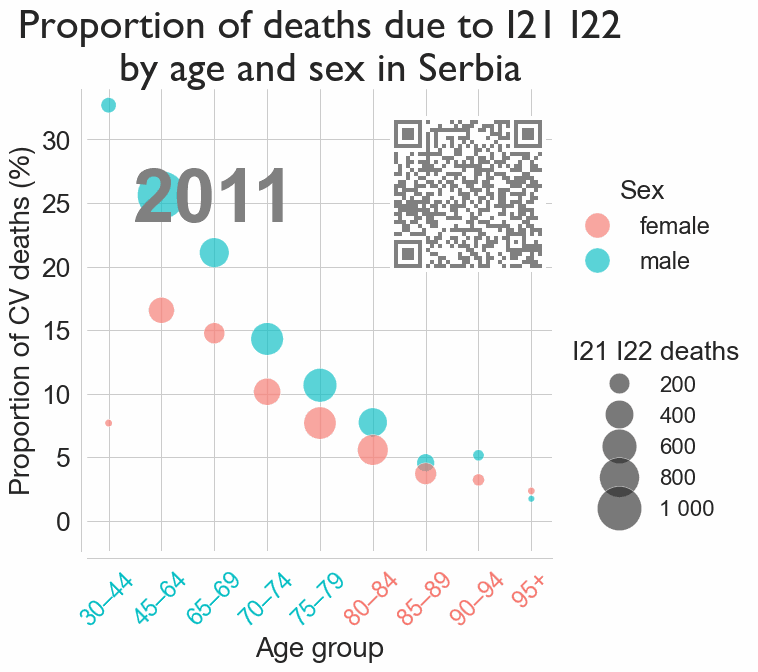 Proportion of deaths due to I21 I22
by age and sex in Serbia
Proportion of CV deaths (%)
30
25
20
15
10
5
0
2011
30–44
45–64
65–69
70–74
75–79
80–84
85–89
90–94
95+
Age group
Sex
female
male
I21 I22 deaths
200
400
600
800
1 000